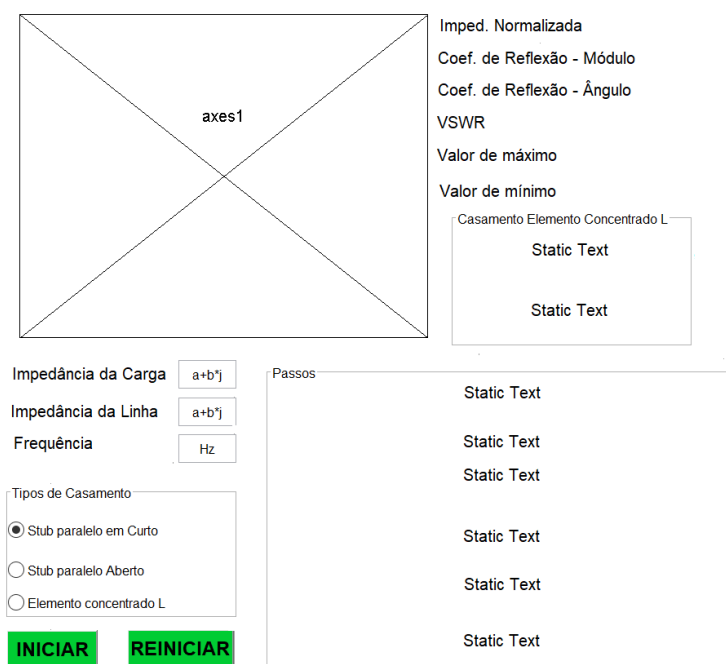 axes1
Imped. Normalizada
Coef. de Reflexão - Módulo
Coef. de Reflexão - Ângulo
VSWR
Valor de máximo
Valor de mínimo
Casamento Elemento Concentrado L
Static Text
Static Text
Impedância da Carga a+b*j
Impedância da Linha a+b*j
Frequência Hz
Tipos de Casamento
Stub paralelo em Curto
Stub paralelo Aberto
Elemento concentrado L
INICIAR REINICIAR
Passos
Static Text
Static Text
Static Text
Static Text
Static Text
Static Text